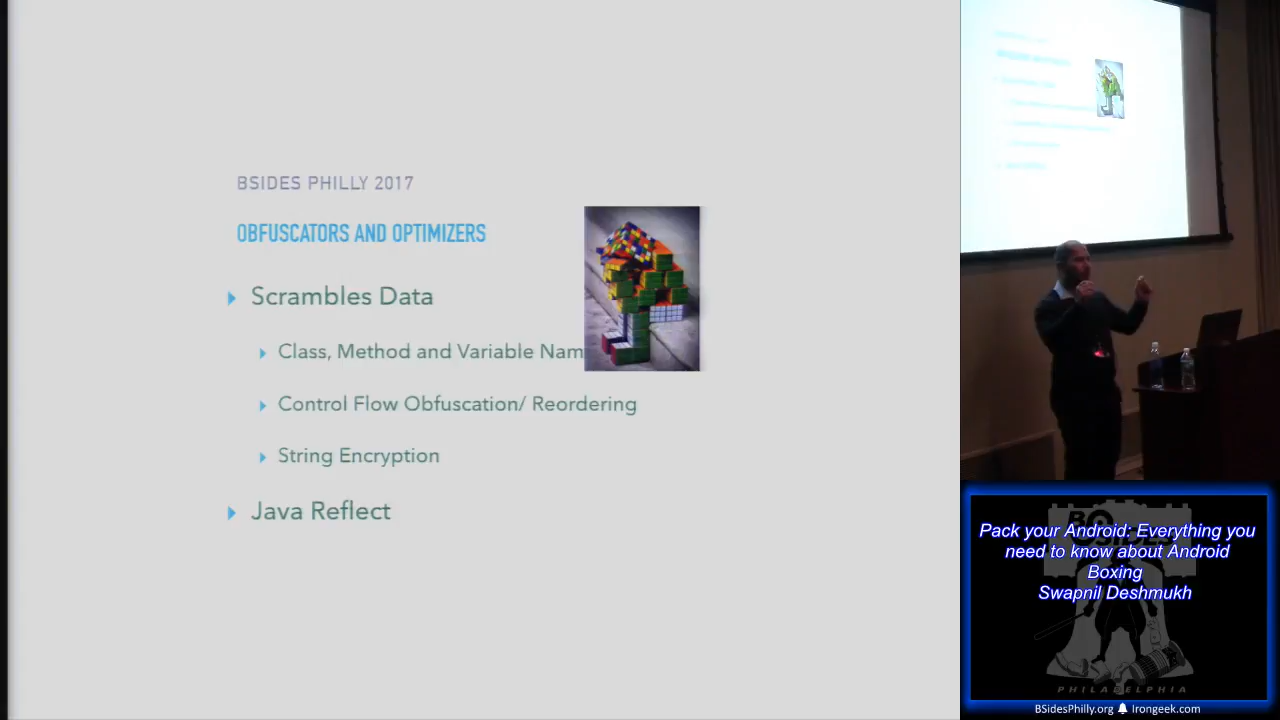 BSIDES PHILLY 2017
OBFUSCATORS AND OPTIMIZERS
Scrambles Data
Class, Method and Variable Nam
Control Flow Obfuscation/ Reordering
String Encryption
Java Reflect
Pack your Android: Everything you
need to know about Android
Boxing
Swapnil Deshmukh
PHILADELPHIA
BSidesPhilly.org Irongeek.com